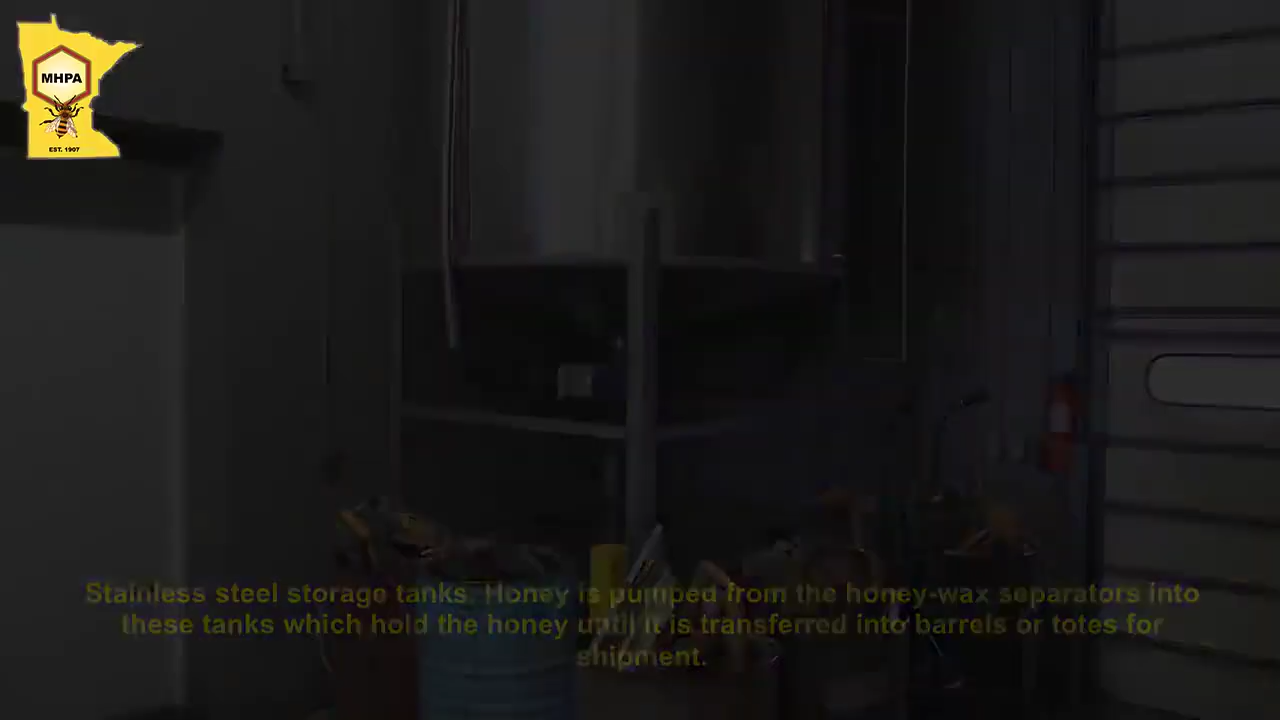 MHPA
EST. 1907
Stainless steel storage tanks. Honey is pumped from the honey-wax separators into
these tanks which hold the honey until it is transferred into barrels or totes for
shipment.